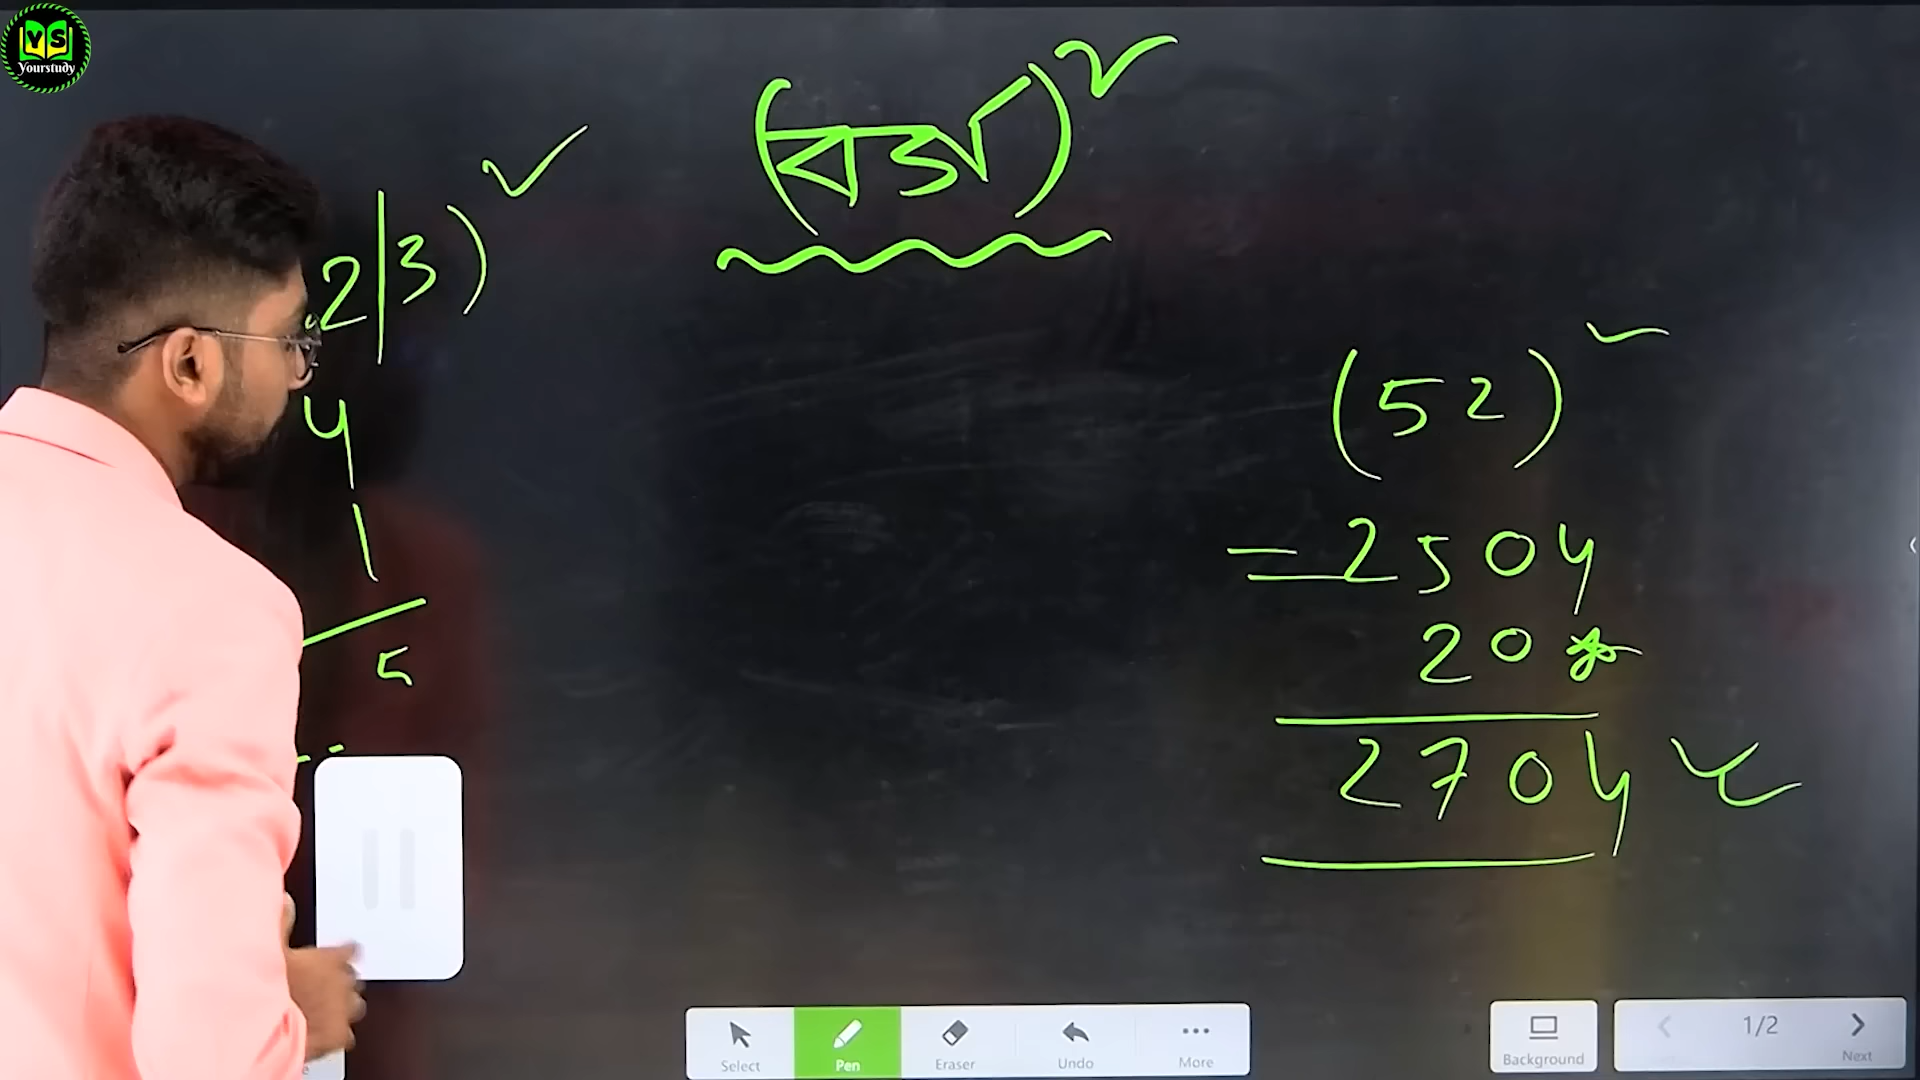 YS
Yourstudy
(বর্গ)²
2|3)
(52)²
4
1
= 2504
20*
5
2704
Select
Pen
Eraser
Undo
More
Background
1/2
Next